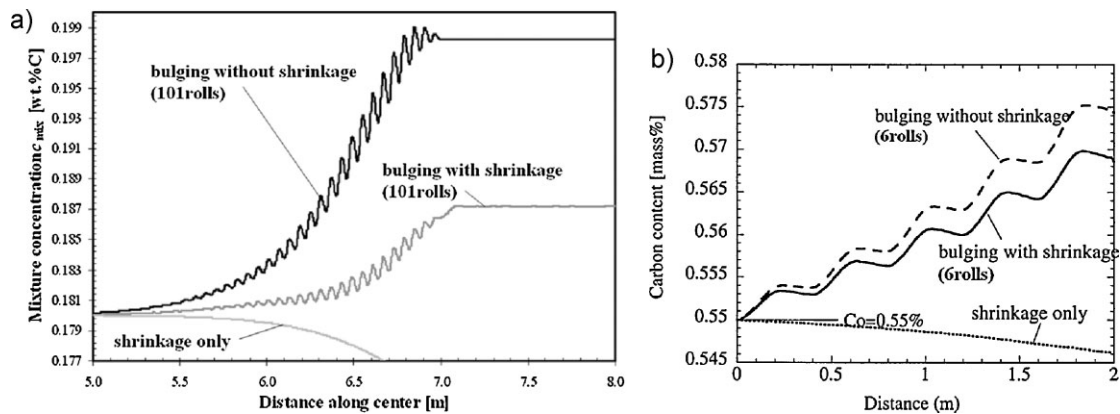 a)
Mixture concentration c mix [wt.%C]
0.199
0.197
0.195
0.193
0.191
0.189
0.187
0.185
0.183
0.181
0.179
0.177
bulging without shrinkage
(101rolls)
bulging with shrinkage
(101rolls)
shrinkage only
5.0 5.5 6.0 6.5 7.0 7.5 8.0
Distance along center [m]
b)
Carbon content [mass%]
0.58
0.575
0.57
0.565
0.56
0.555
0.550
0.545
bulging without shrinkage
(6rolls)
bulging with shrinkage
(6rolls)
Co=0.55%
shrinkage only
0 0.5 1 1.5 2
Distance (m)